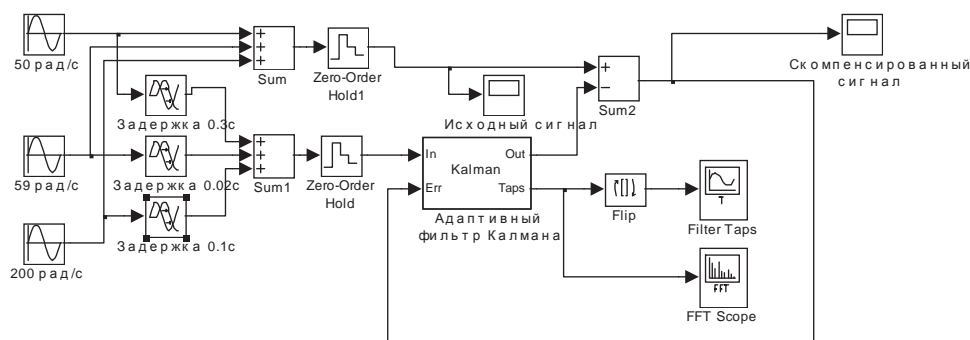 50 рад/с
+
+
+
Sum
Zero-Order
Hold1
Скомпенсированный
сигнал
Задержка 0.3с
Исходный сигнал
+
−
Sum2
59 рад/с
Задержка 0.02с
+
+
+
Sum1
Zero-Order
Hold
In
Err
Kalman
Out
Taps
Адаптивный
фильтр Калмана
Flip
T
Filter Taps
200 рад/с
Задержка 0.1с
FFT
FFT Scope